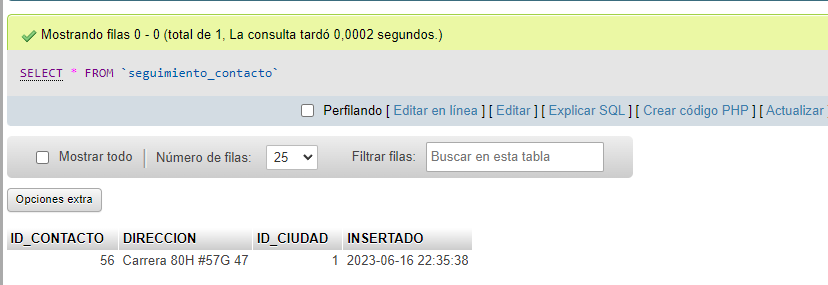 Mostrando filas 0 - 0 (total de 1, La consulta tardó 0,0002 segundos.)
SELECT * FROM `seguimiento_contacto`
Perfilando [ Editar en línea ] [ Editar ] [ Explicar SQL ] [ Crear código PHP ] [ Actualizar ]
Mostrar todo | Número de filas: 25 Filtrar filas: Buscar en esta tabla
Opciones extra
ID_CONTACTO DIRECCION ID_CIUDAD INSERTADO
56 Carrera 80H #57G 47 1 2023-06-16 22:35:38